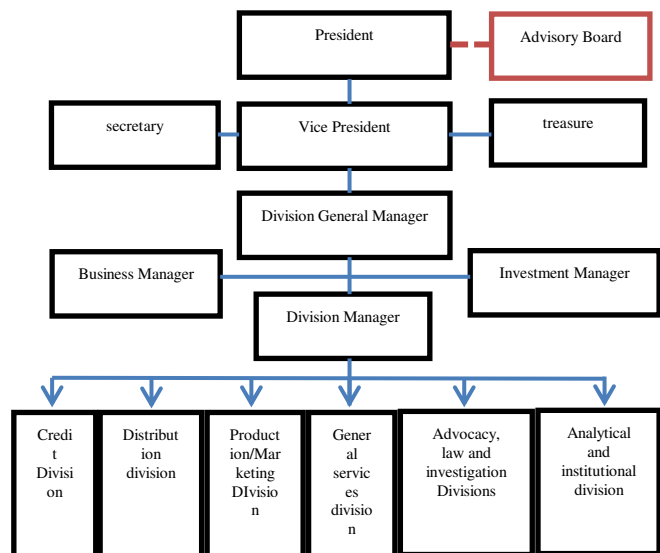 President
Advisory Board
secretary
Vice President
treasure
Division General Manager
Business Manager
Investment Manager
Division Manager
Credi
t
Divisi
on
Distribut
ion
division
Product
ion/Mar
keting
DIvisio
n
Gener
al
servic
es
divisio
n
Advocacy,
law and
investigation
Divisions
Analytical
and
institutional
division